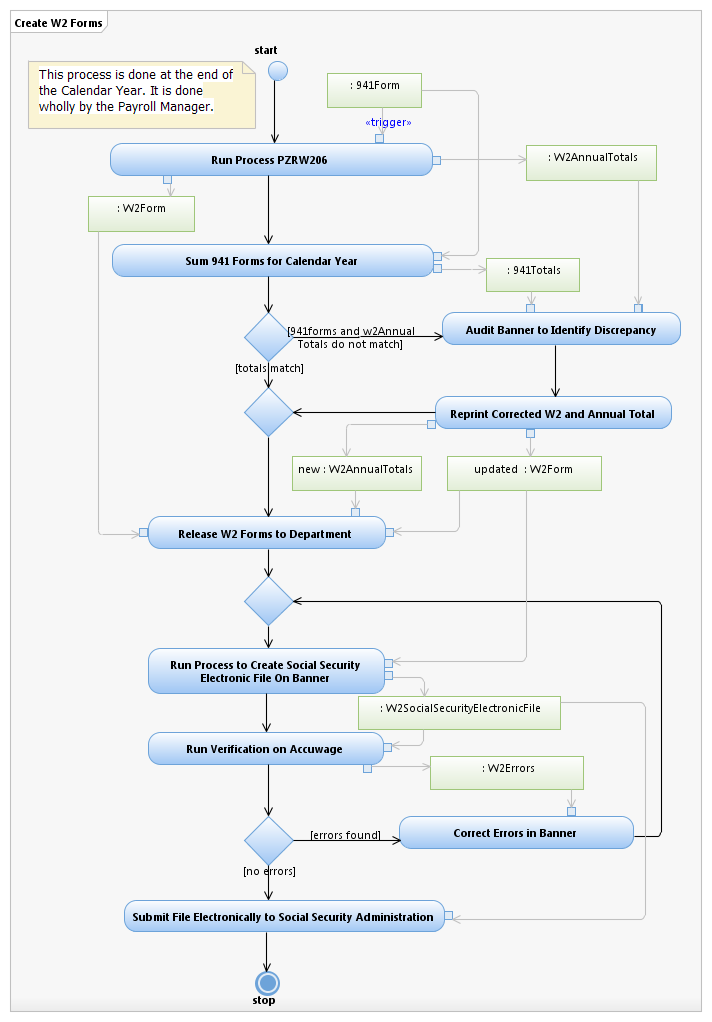 Create W2 Forms
start
This process is done at the end of
the Calendar Year. It is done
wholly by the Payroll Manager.
: 941Form
«trigger»
Run Process PZRW206
: W2AnnualTotals
: W2Form
Sum 941 Forms for Calendar Year
: 941Totals
[941forms and w2Annual
Totals do not match]
Audit Banner to Identify Discrepancy
[totals match]
Reprint Corrected W2 and Annual Total
new : W2AnnualTotals
updated : W2Form
Release W2 Forms to Department
Run Process to Create Social Security
Electronic File On Banner
: W2SocialSecurityElectronicFile
Run Verification on Accuwage
: W2Errors
[errors found]
Correct Errors in Banner
[no errors]
Submit File Electronically to Social Security Administration
stop